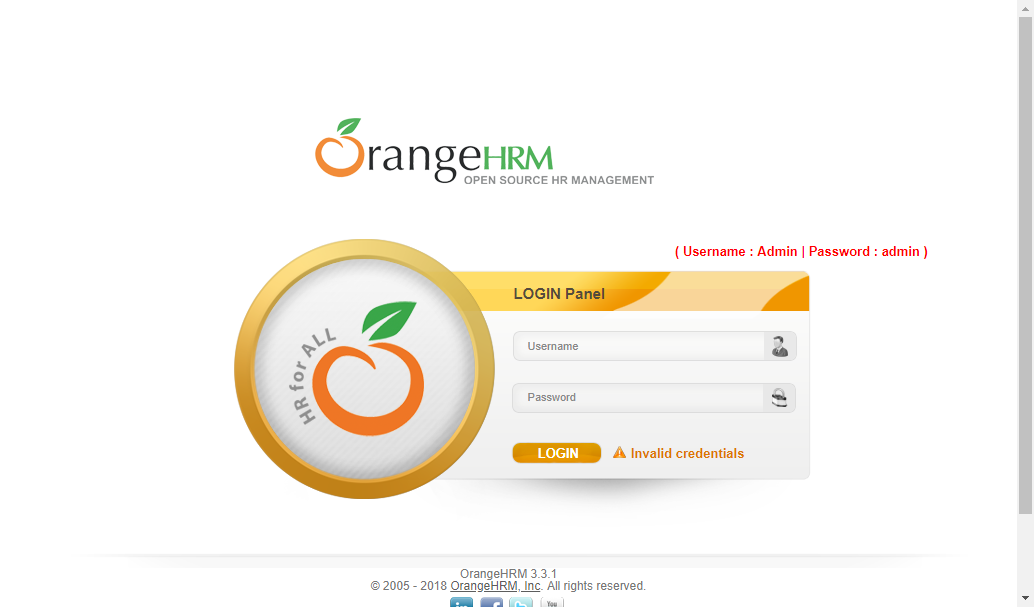 OrangeHRM
OPEN SOURCE HR MANAGEMENT
( Username : Admin | Password : admin )
LOGIN Panel
HR for ALL
Username
Password
LOGIN
Invalid credentials
OrangeHRM 3.3.1
© 2005 - 2018 OrangeHRM, Inc. All rights reserved.
in f t You